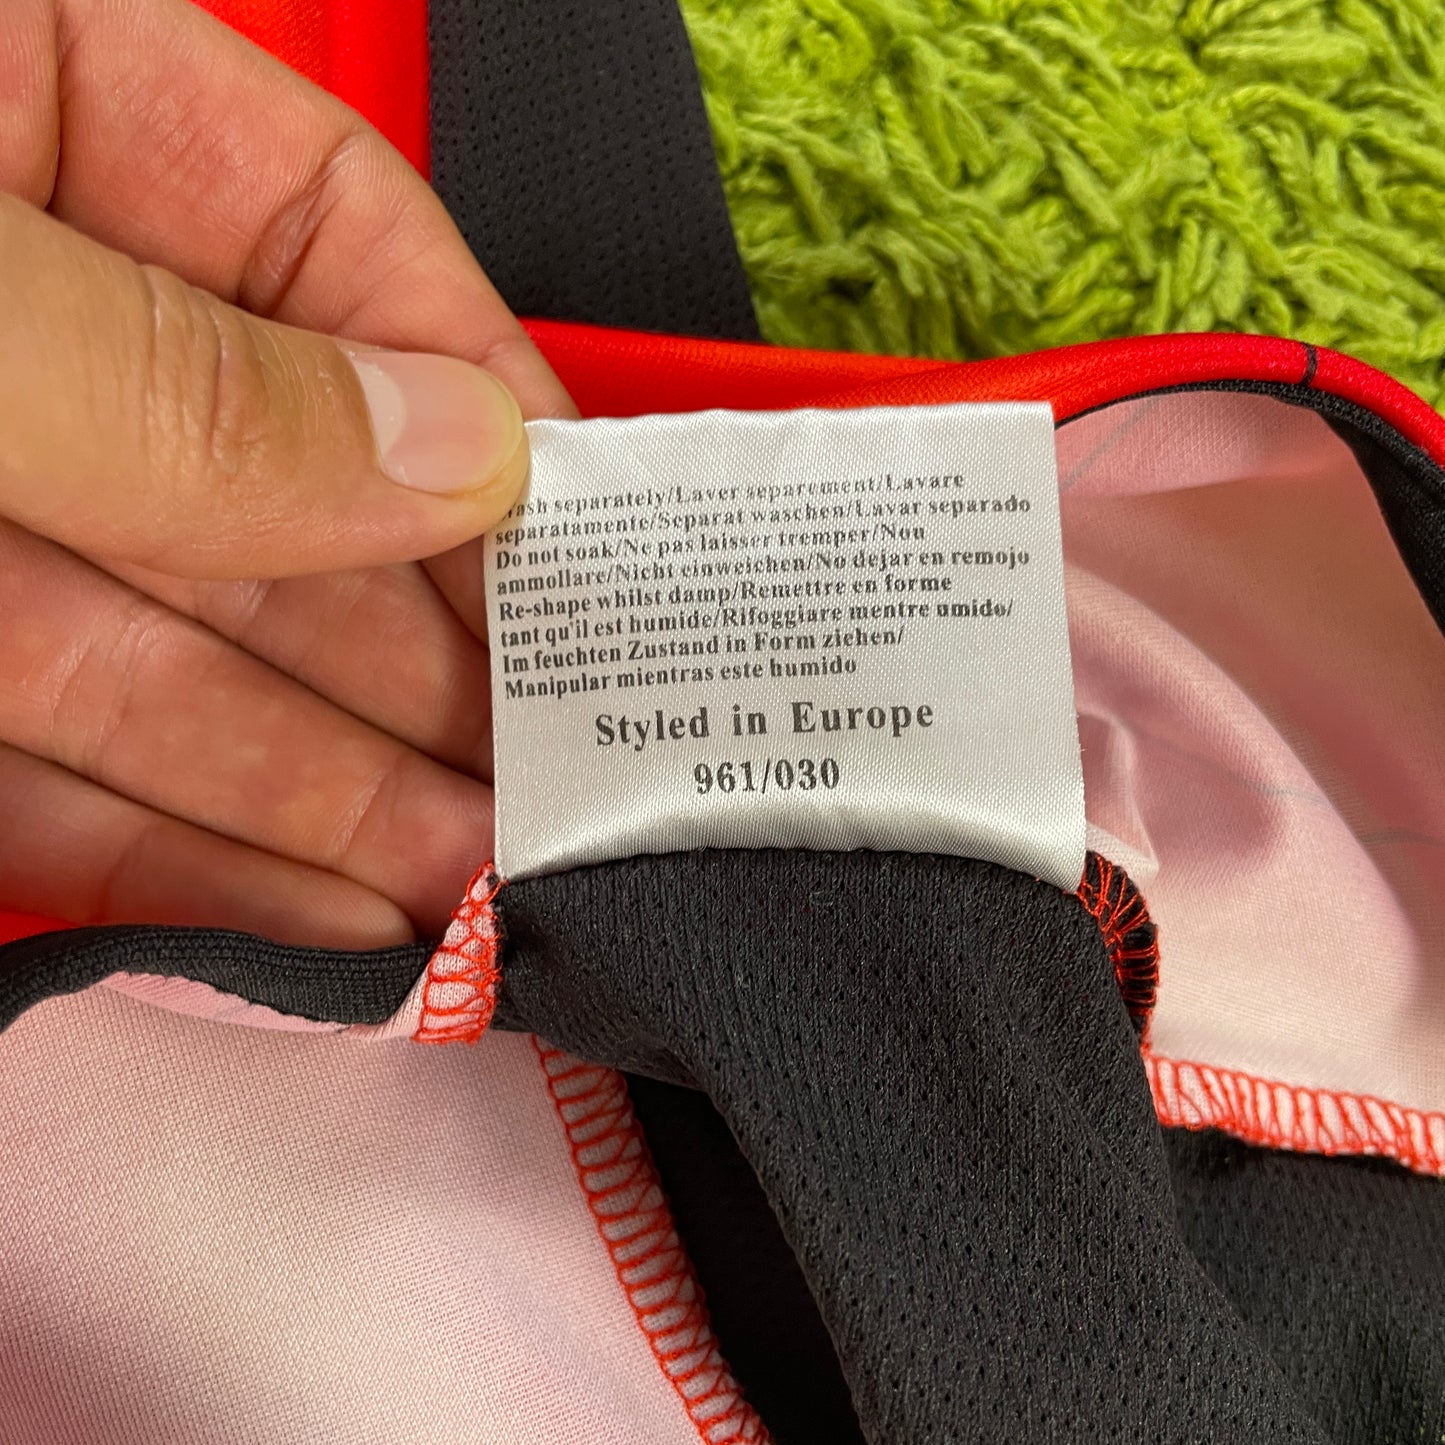 Wash separately/Laver separement/Lavare
separatamente/Separat waschen/Lavar separado
Do not soak/Ne pas laisser tremper/Non
ammollare/Nicht einweichen/No dejar en remojo
Re-shape whilst damp/Remettre en forme
tant qu'il est humide/Rifoggiare mentre umido/
Im feuchten Zustand in Form ziehen/
Manipular mientras este humido
Styled in Europe
961/030